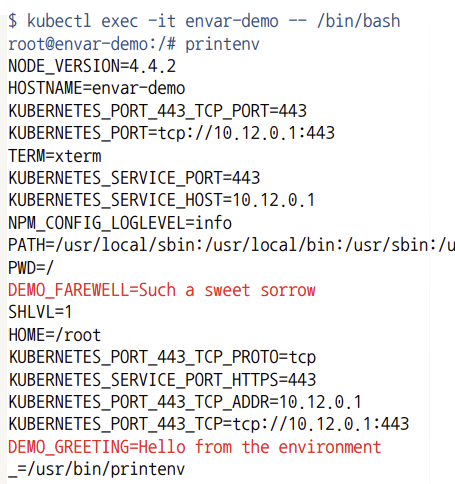 $ kubectl exec -it envar-demo -- /bin/bash
root@envar-demo:/# printenv
NODE_VERSION=4.4.2
HOSTNAME=envar-demo
KUBERNETES_PORT_443_TCP_PORT=443
KUBERNETES_PORT=tcp://10.12.0.1:443
TERM=xterm
KUBERNETES_SERVICE_PORT=443
KUBERNETES_SERVICE_HOST=10.12.0.1
NPM_CONFIG_LOGLEVEL=info
PATH=/usr/local/sbin:/usr/local/bin:/usr/sbin:/u
PWD=/
DEMO_FAREWELL=Such a sweet sorrow
SHLVL=1
HOME=/root
KUBERNETES_PORT_443_TCP_PROTO=tcp
KUBERNETES_SERVICE_PORT_HTTPS=443
KUBERNETES_PORT_443_TCP_ADDR=10.12.0.1
KUBERNETES_PORT_443_TCP=tcp://10.12.0.1:443
DEMO_GREETING=Hello from the environment
_=/usr/bin/printenv